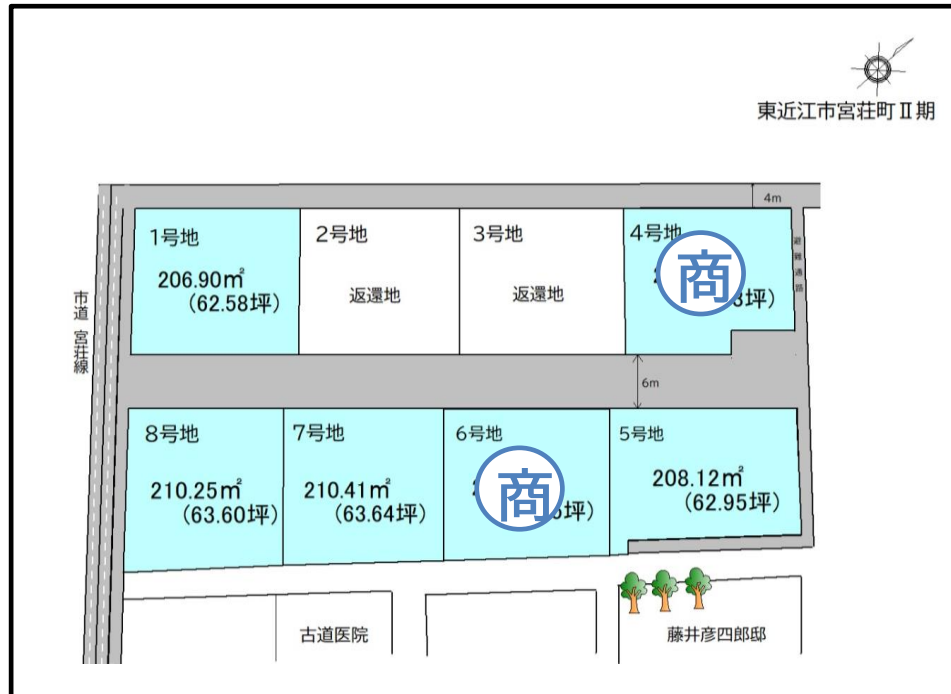 東近江市宮荘町Ⅱ期
4m
1号地
206.90㎡
(62.58坪)
2号地
返還地
3号地
返還地
4号地
商
坪)
避難通路
市道 宮荘線
6m
8号地
210.25㎡
(63.60坪)
7号地
210.41㎡
(63.64坪)
6号地
商
坪)
5号地
208.12㎡
(62.95坪)
古道医院
藤井彦四郎邸